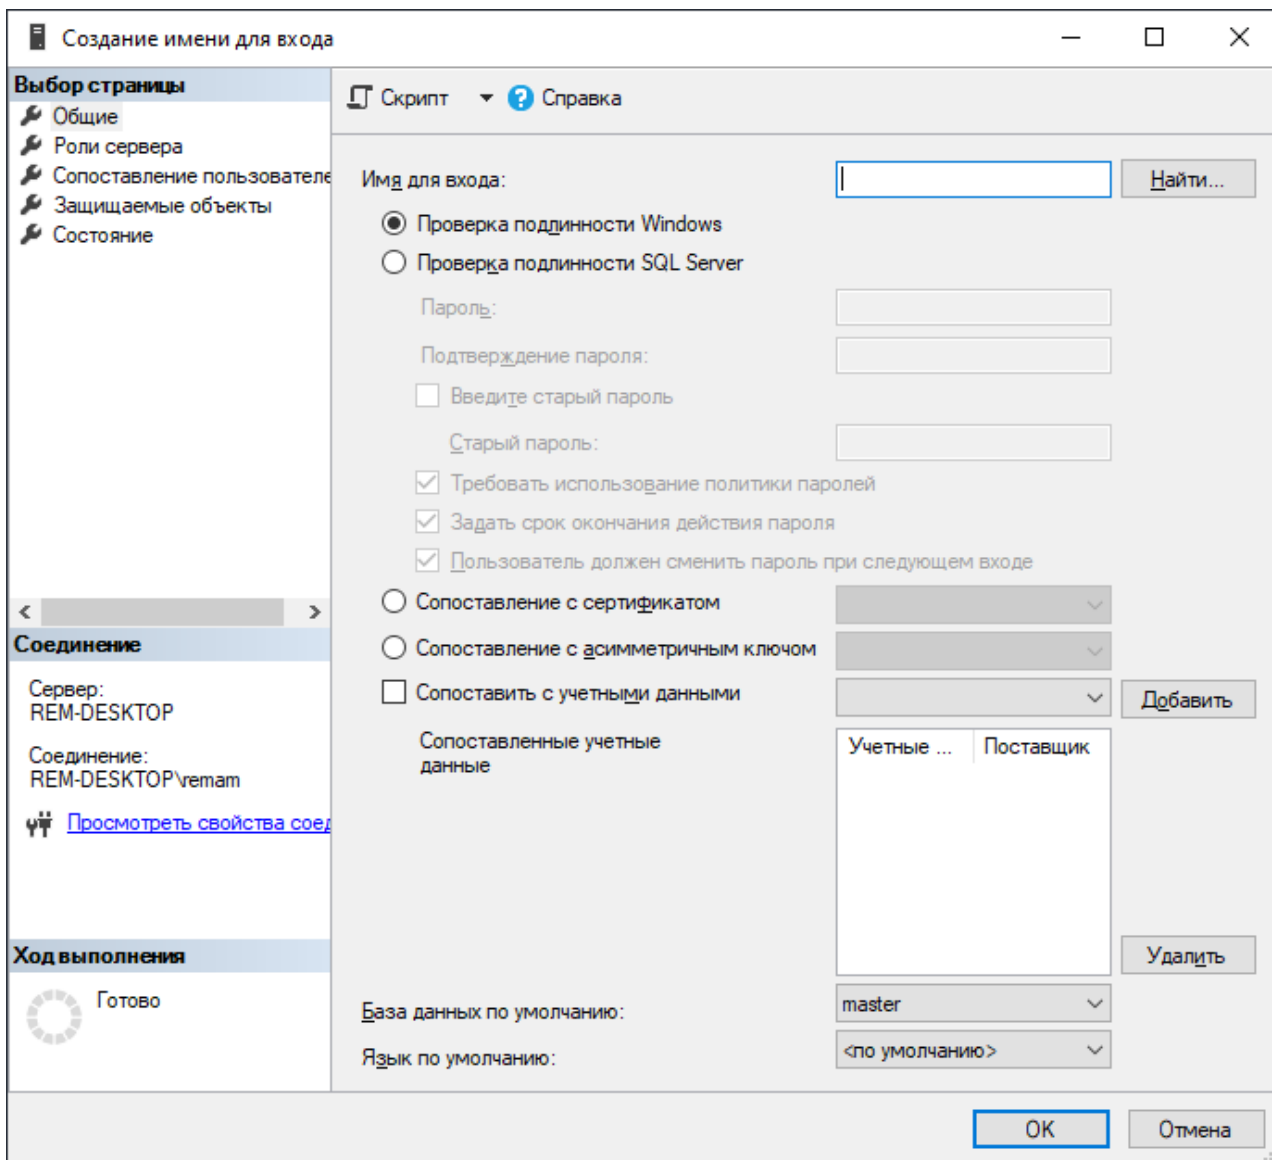 Создание имени для входа
Выбор страницы
Общие
Роли сервера
Сопоставление пользователе
Защищаемые объекты
Состояние
Скрипт
Справка
Имя для входа:
Найти...
Проверка подлинности Windows
Проверка подлинности SQL Server
Пароль:
Подтверждение пароля:
Введите старый пароль
Старый пароль:
Требовать использование политики паролей
Задать срок окончания действия пароля
Пользователь должен сменить пароль при следующем входе
Сопоставление с сертификатом
Сопоставление с асимметричным ключом
Сопоставить с учетными данными
Добавить
Сопоставленные учетные
данные
Учетные ... Поставщик
Удалить
База данных по умолчанию: master
Язык по умолчанию: <по умолчанию>
Соединение
Сервер:
REM-DESKTOP
Соединение:
REM-DESKTOP\remam
Просмотреть свойства соед
Ход выполнения
Готово
OK
Отмена